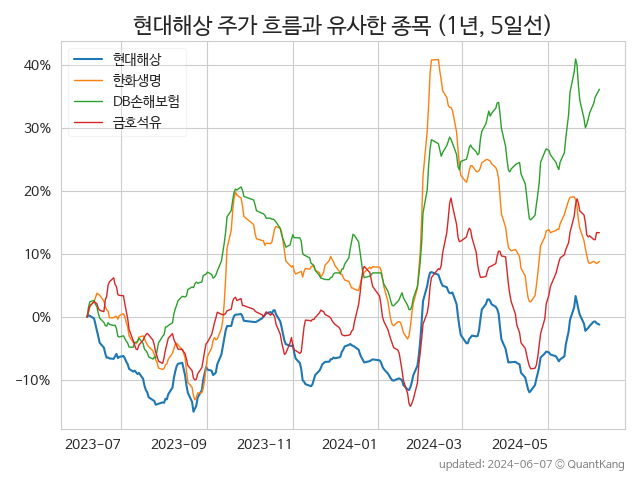 현대해상 주가 흐름과 유사한 종목 (1년, 5일선)
현대해상
한화생명
DB손해보험
금호석유
40%
30%
20%
10%
0%
−10%
2023-07
2023-09
2023-11
2024-01
2024-03
2024-05
updated: 2024-06-07 © QuantKang